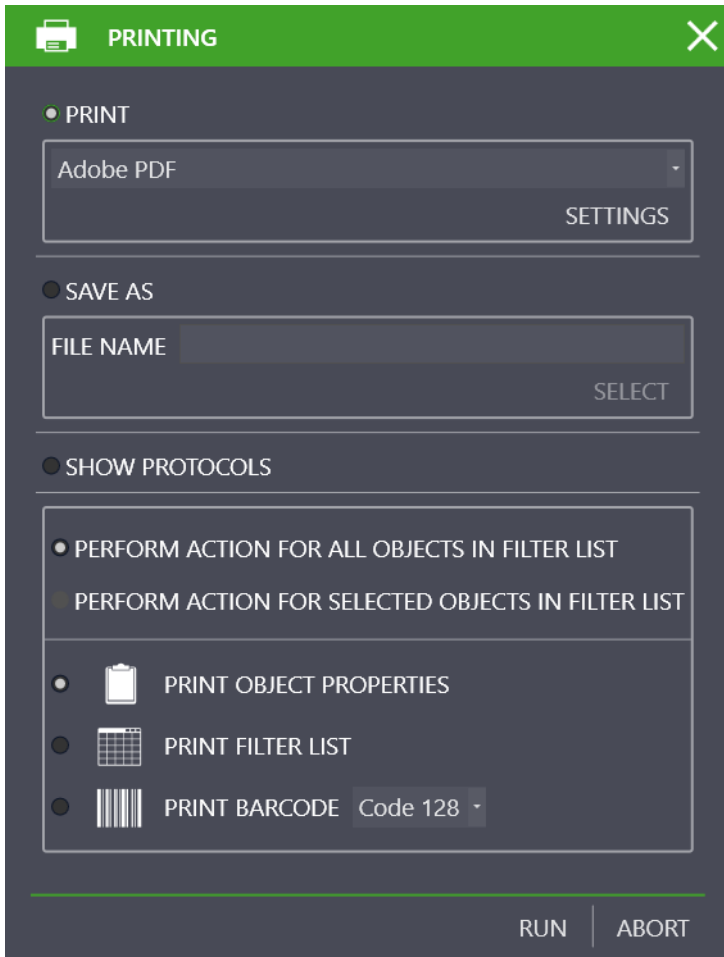 PRINTING
PRINT
Adobe PDF
SETTINGS
SAVE AS
FILE NAME
SELECT
SHOW PROTOCOLS
PERFORM ACTION FOR ALL OBJECTS IN FILTER LIST
PERFORM ACTION FOR SELECTED OBJECTS IN FILTER LIST
PRINT OBJECT PROPERTIES
PRINT FILTER LIST
PRINT BARCODE Code 128
RUN ABORT